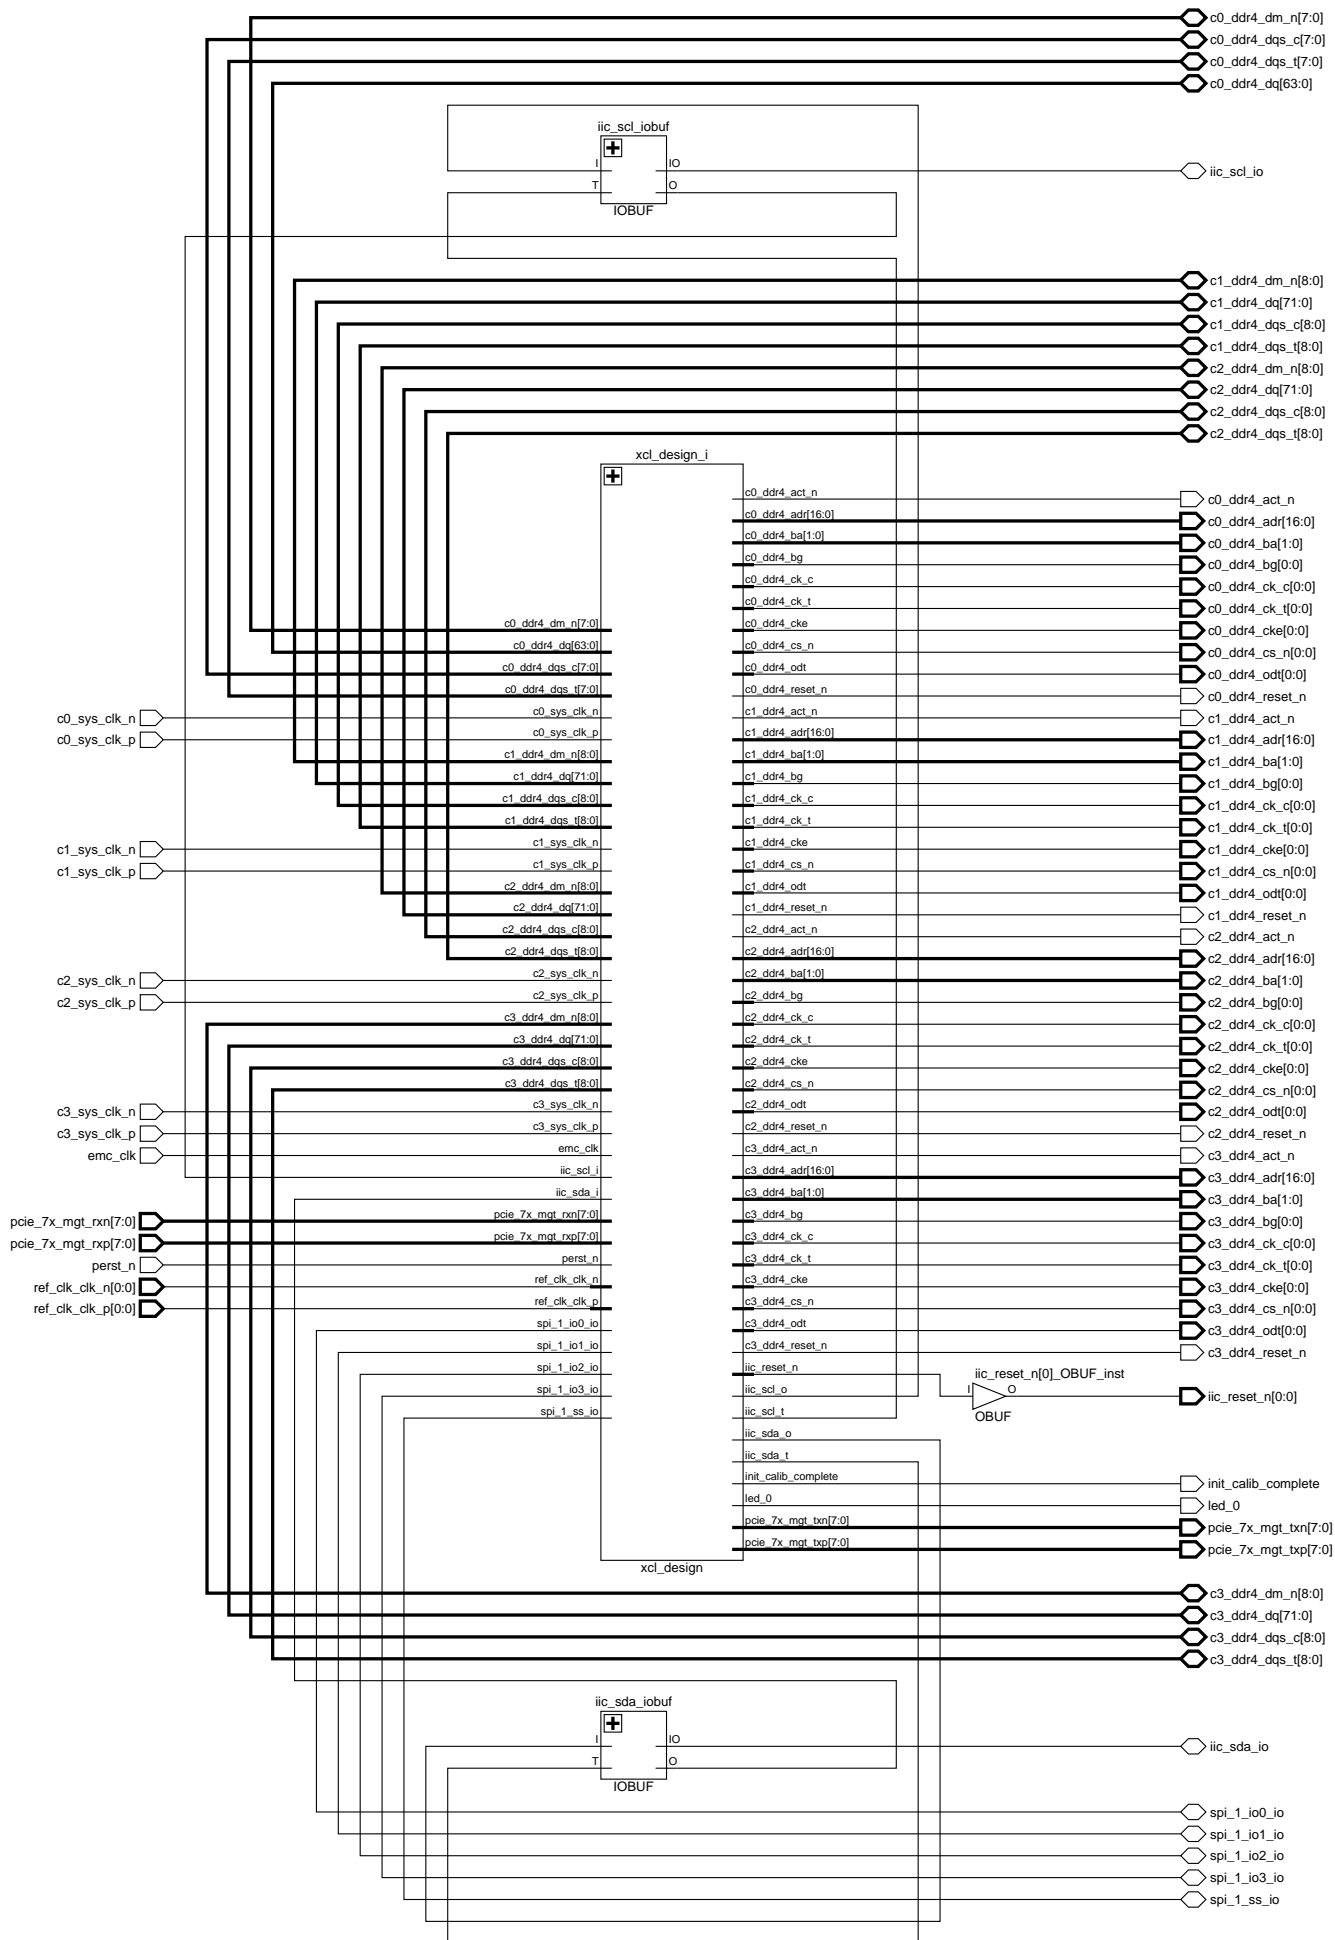 c0_ddr4_dm_n[7:0]
c0_ddr4_dqs_c[7:0]
c0_ddr4_dqs_t[7:0]
c0_ddr4_dq[63:0]
iic_scl_iobuf
I
IO
iic_scl_io
T
O
IOBUF
c1_ddr4_dm_n[8:0]
c1_ddr4_dq[71:0]
c1_ddr4_dqs_c[8:0]
c1_ddr4_dqs_t[8:0]
c2_ddr4_dm_n[8:0]
c2_ddr4_dq[71:0]
c2_ddr4_dqs_c[8:0]
c2_ddr4_dqs_t[8:0]
xcl_design_i
c0_ddr4_act_n c0_ddr4_act_n
c0_ddr4_adr[16:0] c0_ddr4_adr[16:0]
c0_ddr4_ba[1:0] c0_ddr4_ba[1:0]
c0_ddr4_bg c0_ddr4_bg[0:0]
c0_ddr4_ck_c c0_ddr4_ck_c[0:0]
c0_ddr4_ck_t c0_ddr4_ck_t[0:0]
c0_ddr4_dm_n[7:0] c0_ddr4_cke c0_ddr4_cke[0:0]
c0_ddr4_dq[63:0] c0_ddr4_cs_n c0_ddr4_cs_n[0:0]
c0_ddr4_dqs_c[7:0] c0_ddr4_odt c0_ddr4_odt[0:0]
c0_ddr4_dqs_t[7:0] c0_ddr4_reset_n c0_ddr4_reset_n
c0_sys_clk_n c0_sys_clk_n c1_ddr4_act_n c1_ddr4_act_n
c0_sys_clk_p c0_sys_clk_p c1_ddr4_adr[16:0] c1_ddr4_adr[16:0]
c1_ddr4_dm_n[8:0] c1_ddr4_ba[1:0] c1_ddr4_ba[1:0]
c1_ddr4_dq[71:0] c1_ddr4_bg c1_ddr4_bg[0:0]
c1_ddr4_dqs_c[8:0] c1_ddr4_ck_c c1_ddr4_ck_c[0:0]
c1_ddr4_dqs_t[8:0] c1_ddr4_ck_t c1_ddr4_ck_t[0:0]
c1_sys_clk_n c1_sys_clk_n c1_ddr4_cke c1_ddr4_cke[0:0]
c1_sys_clk_p c1_sys_clk_p c1_ddr4_cs_n c1_ddr4_cs_n[0:0]
c2_ddr4_dm_n[8:0] c1_ddr4_odt c1_ddr4_odt[0:0]
c2_ddr4_dq[71:0] c1_ddr4_reset_n c1_ddr4_reset_n
c2_ddr4_dqs_c[8:0] c2_ddr4_act_n c2_ddr4_act_n
c2_ddr4_dqs_t[8:0] c2_ddr4_adr[16:0] c2_ddr4_adr[16:0]
c2_sys_clk_n c2_sys_clk_n c2_ddr4_ba[1:0] c2_ddr4_ba[1:0]
c2_sys_clk_p c2_sys_clk_p c2_ddr4_bg c2_ddr4_bg[0:0]
c3_ddr4_dm_n[8:0] c2_ddr4_ck_c c2_ddr4_ck_c[0:0]
c3_ddr4_dq[71:0] c2_ddr4_ck_t c2_ddr4_ck_t[0:0]
c3_ddr4_dqs_c[8:0] c2_ddr4_cke c2_ddr4_cke[0:0]
c3_ddr4_dqs_t[8:0] c2_ddr4_cs_n c2_ddr4_cs_n[0:0]
c3_sys_clk_n c3_sys_clk_n c2_ddr4_odt c2_ddr4_odt[0:0]
c3_sys_clk_p c3_sys_clk_p c2_ddr4_reset_n c2_ddr4_reset_n
emc_clk emc_clk c3_ddr4_act_n c3_ddr4_act_n
iic_scl_i c3_ddr4_adr[16:0] c3_ddr4_adr[16:0]
iic_sda_i c3_ddr4_ba[1:0] c3_ddr4_ba[1:0]
pcie_7x_mgt_rxn[7:0] pcie_7x_mgt_rxn[7:0] c3_ddr4_bg c3_ddr4_bg[0:0]
pcie_7x_mgt_rxp[7:0] pcie_7x_mgt_rxp[7:0] c3_ddr4_ck_c c3_ddr4_ck_c[0:0]
perst_n perst_n c3_ddr4_ck_t c3_ddr4_ck_t[0:0]
ref_clk_clk_n[0:0] ref_clk_clk_n c3_ddr4_cke c3_ddr4_cke[0:0]
ref_clk_clk_p[0:0] ref_clk_clk_p c3_ddr4_cs_n c3_ddr4_cs_n[0:0]
spi_1_io0_io c3_ddr4_odt c3_ddr4_odt[0:0]
spi_1_io1_io c3_ddr4_reset_n c3_ddr4_reset_n
spi_1_io2_io iic_reset_n iic_reset_n[0]_OBUF_inst
spi_1_io3_io iic_scl_o I O iic_reset_n[0:0]
spi_1_ss_io iic_scl_t OBUF
iic_sda_o
iic_sda_t
init_calib_complete init_calib_complete
led_0 led_0
pcie_7x_mgt_txn[7:0] pcie_7x_mgt_txn[7:0]
pcie_7x_mgt_txp[7:0] pcie_7x_mgt_txp[7:0]
xcl_design
c3_ddr4_dm_n[8:0]
c3_ddr4_dq[71:0]
c3_ddr4_dqs_c[8:0]
c3_ddr4_dqs_t[8:0]
iic_sda_iobuf
I
IO
iic_sda_io
T
O
IOBUF
spi_1_io0_io
spi_1_io1_io
spi_1_io2_io
spi_1_io3_io
spi_1_ss_io